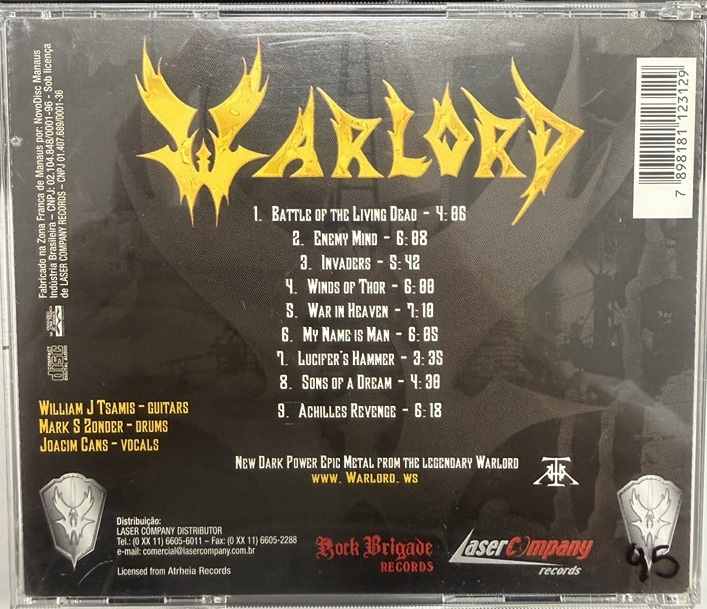 WARLORD
1. BATTLE OF THE LIVING DEAD - 4:06
2. ENEMY MIND - 6:08
3. INVADERS - 5:42
4. WINDS OF THOR - 6:00
5. WAR IN HEAVEN - 7:10
6. MY NAME IS MAN - 6:05
7. LUCIFER'S HAMMER - 3:35
8. SONS OF A DREAM - 4:30
9. ACHILLES REVENGE - 6:18
WILLIAM J TSAMIS - GUITARS
MARK S ZONDER - DRUMS
JOACIM CANS - VOCALS
NEW DARK POWER EPIC METAL FROM THE LEGENDARY WARLORD
WWW. WARLORD. WS
Distribuição:
LASER COMPANY DISTRIBUTOR
Tel.: (0 XX 11) 6605-6011 – Fax: (0 XX 11) 6605-2288
e-mail: comercial@lasercompany.com.br
Licensed from Atrheia Records
Rock Brigade
RECORDS
Laser Company
records
95
Fabricado na Zona Franca de Manaus por: NovoDisc Manaus
Indústria Brasileira – CNPJ: 02.104.848/0001-96 - Sob licença
de LASER COMPANY RECORDS – CNPJ 01.407.689/0001-36
COMPACT
disc
DIGITAL AUDIO
7 898181 123129